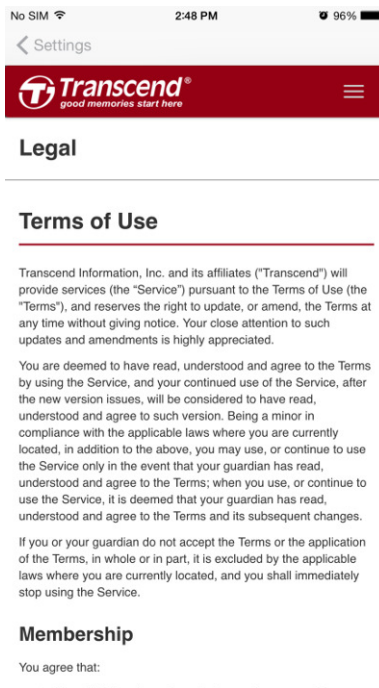 No SIM 2:48 PM 96%
Settings
Transcend®
good memories start here
Legal
Terms of Use
Transcend Information, Inc. and its affiliates ("Transcend") will
provide services (the “Service”) pursuant to the Terms of Use (the
"Terms"), and reserves the right to update, or amend, the Terms at
any time without giving notice. Your close attention to such
updates and amendments is highly appreciated.
You are deemed to have read, understood and agree to the Terms
by using the Service, and your continued use of the Service, after
the new version issues, will be considered to have read,
understood and agree to such version. Being a minor in
compliance with the applicable laws where you are currently
located, in addition to the above, you may use, or continue to use
the Service only in the event that your guardian has read,
understood and agree to the Terms; when you use, or continue to
use the Service, it is deemed that your guardian has read,
understood and agree to the Terms and its subsequent changes.
If you or your guardian do not accept the Terms or the application
of the Terms, in whole or in part, it is excluded by the applicable
laws where you are currently located, and you shall immediately
stop using the Service.
Membership
You agree that: